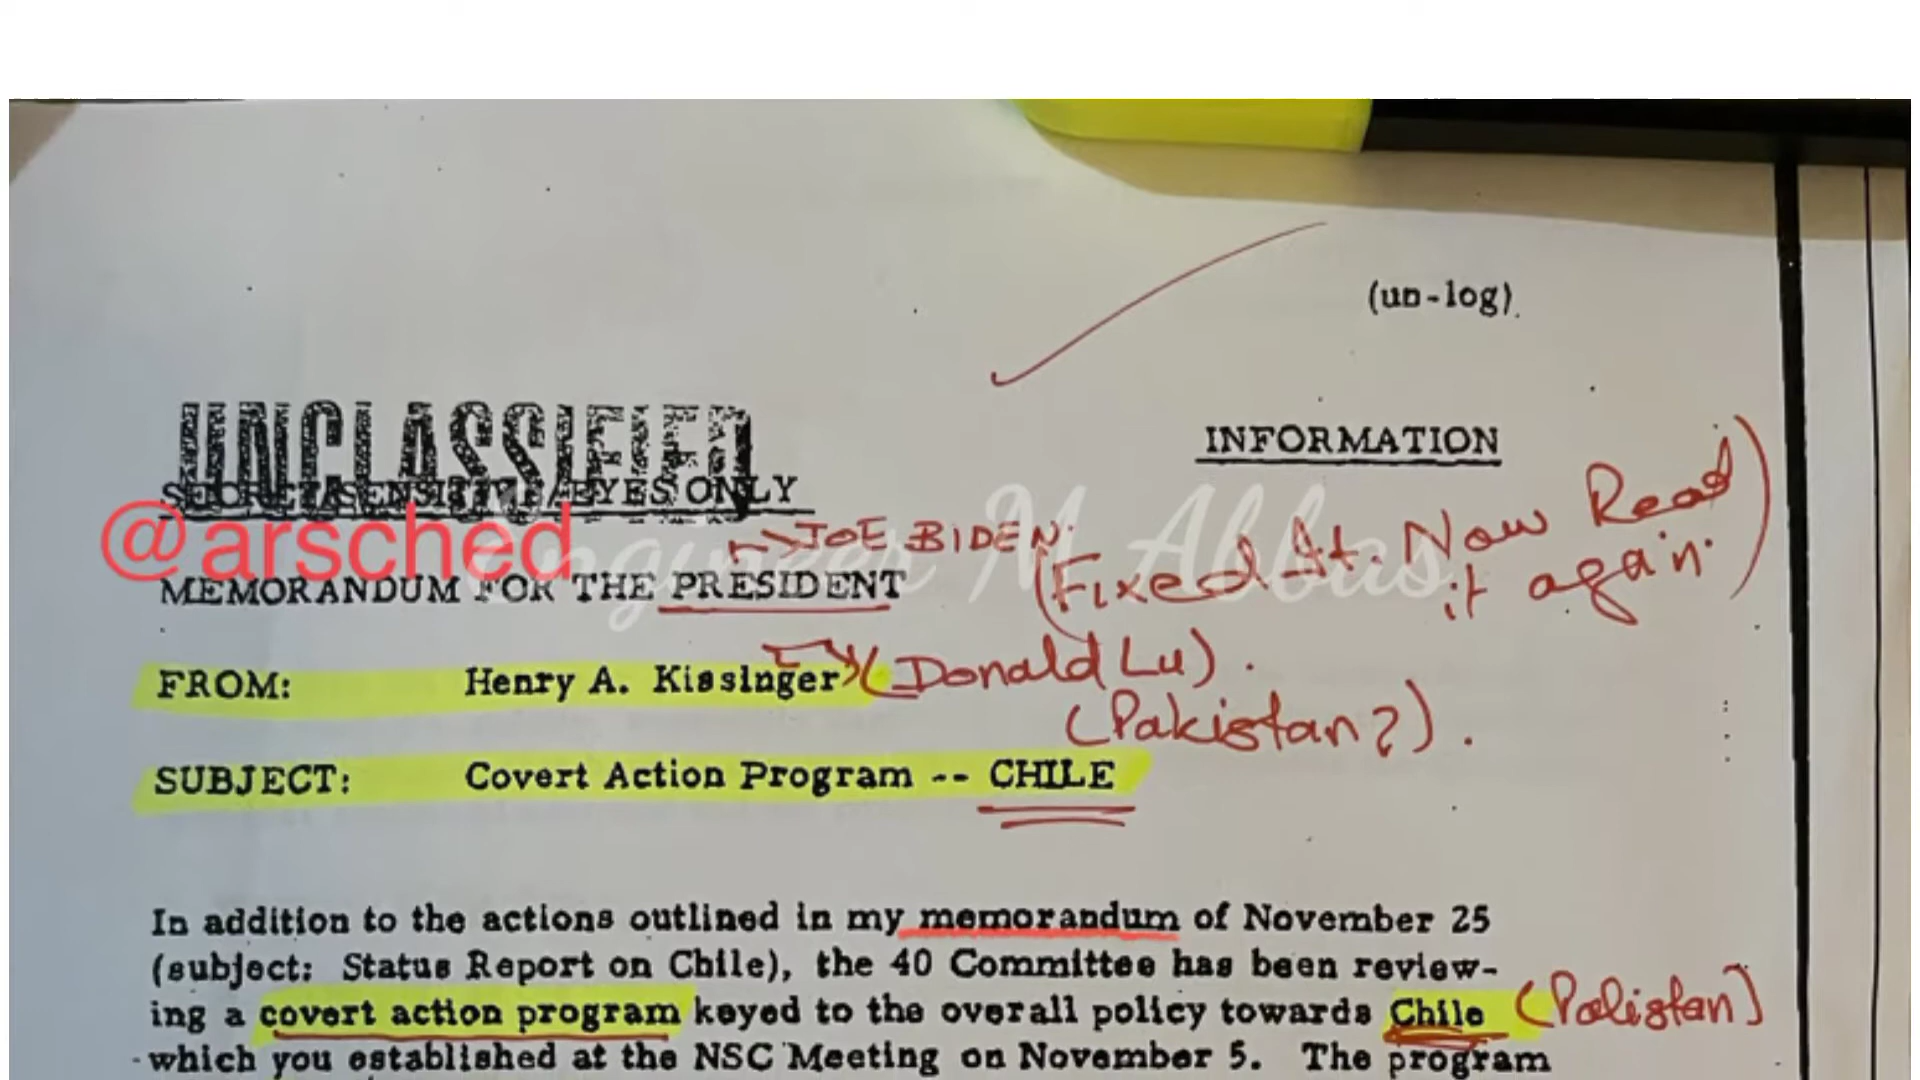 (un-log)
UNCLASSIFIED
INFORMATION
SECRET/SENSITIVE/EYES ONLY
@arsched
Engineer M Abbas
JOE BIDEN.
(Fixed it. Now Read
it again.)
MEMORANDUM FOR THE PRESIDENT
FROM: Henry A. Kissinger (Donald Lu).
(Pakistan?).
SUBJECT: Covert Action Program -- CHILE
In addition to the actions outlined in my memorandum of November 25
(subject: Status Report on Chile), the 40 Committee has been review-
ing a covert action program keyed to the overall policy towards Chile (Pakistan)
which you established at the NSC Meeting on November 5. The program